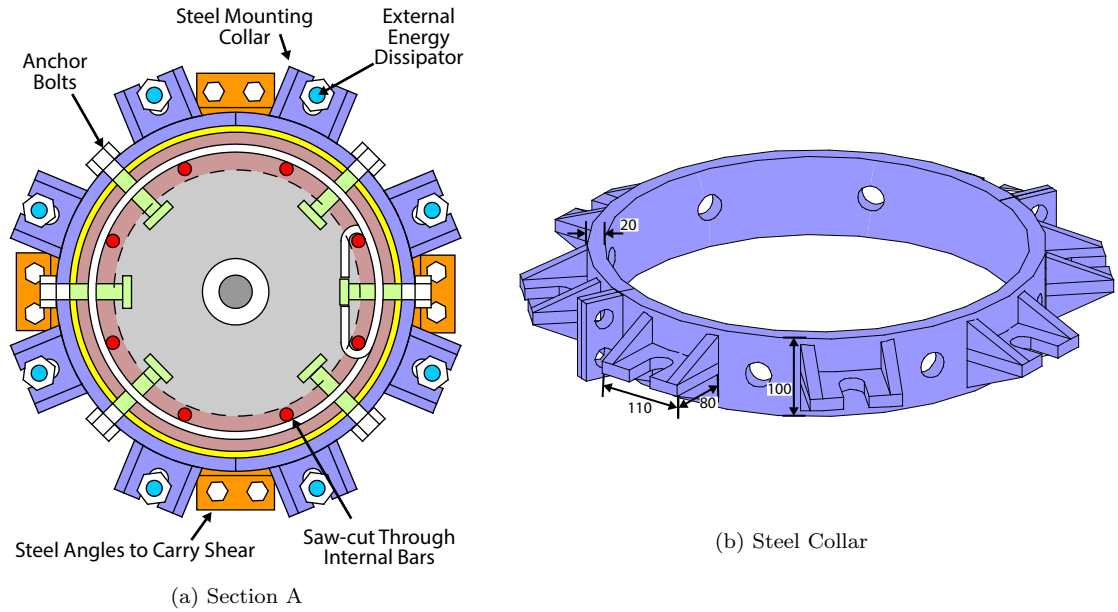 Steel Mounting
Collar
External
Energy
Dissipator
Anchor
Bolts
20
100
110
80
Steel Angles to Carry Shear
Saw-cut Through
Internal Bars
(a) Section A
(b) Steel Collar